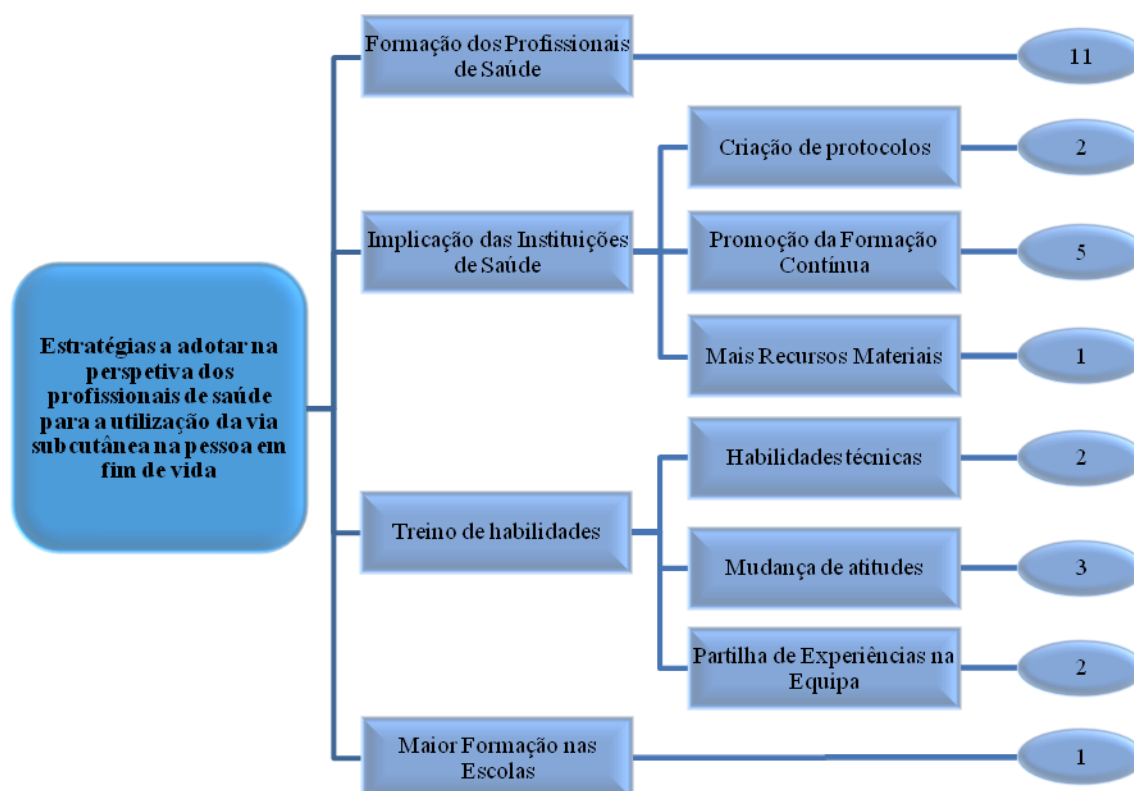 Formação dos Profissionais
de Saúde
11
Criação de protocolos
2
Implicação das Instituições
de Saúde
Promoção da Formação
Contínua
5
Mais Recursos Materiais
1
Estratégias a adotar na
perspetiva dos
profissionais de saúde
para a utilização da via
subcutânea na pessoa em
fim de vida
Habilidades técnicas
2
Treino de habilidades
Mudança de atitudes
3
Partilha de Experiências na
Equipa
2
Maior Formação nas
Escolas
1